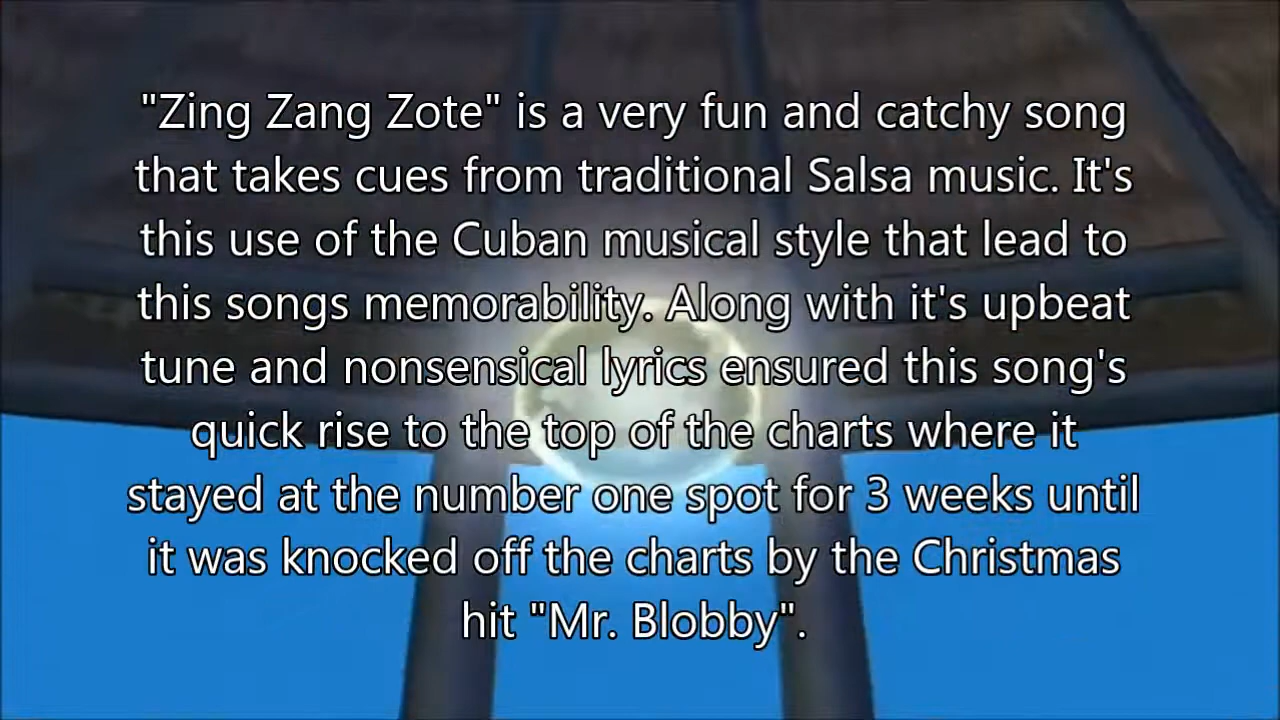 "Zing Zang Zote" is a very fun and catchy song
that takes cues from traditional Salsa music. It's
this use of the Cuban musical style that lead to
this songs memorability. Along with it's upbeat
tune and nonsensical lyrics ensured this song's
quick rise to the top of the charts where it
stayed at the number one spot for 3 weeks until
it was knocked off the charts by the Christmas
hit "Mr. Blobby".